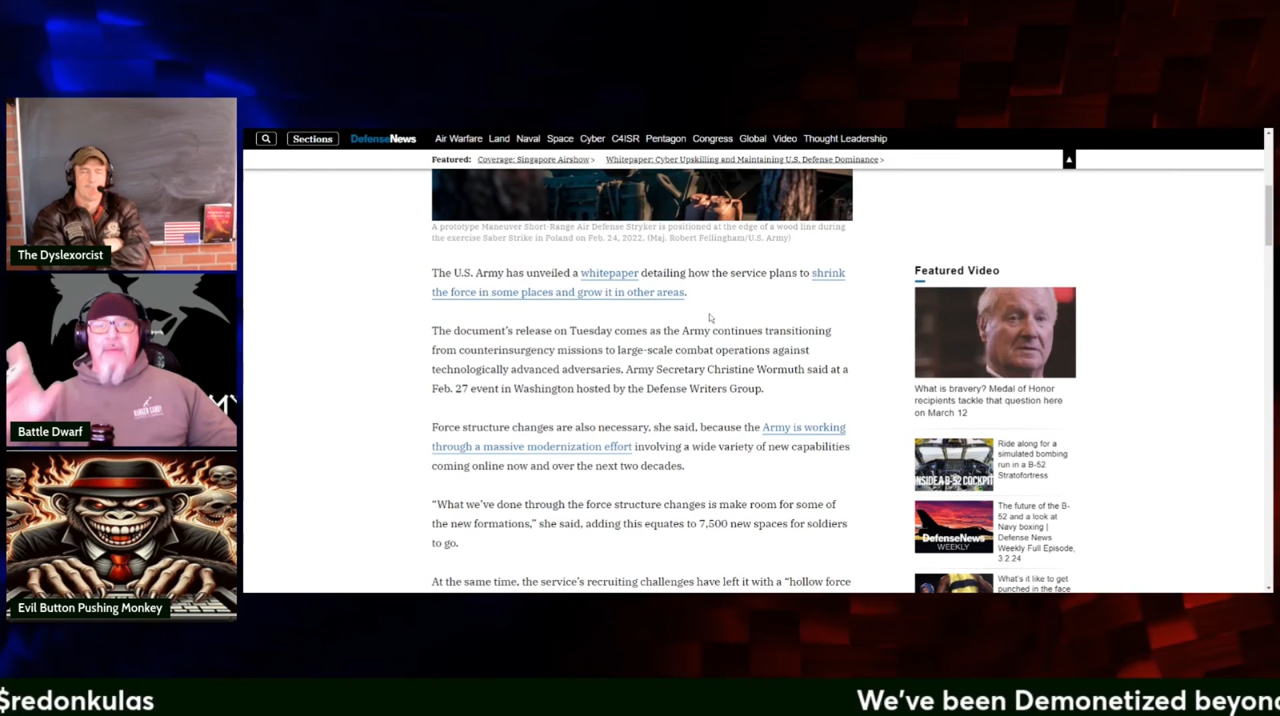 Sections
DefenseNews
Air Warfare Land Naval Space Cyber C4ISR Pentagon Congress Global Video Thought Leadership
Featured: Coverage: Singapore Airshow > Whitepaper: Cyber Upskilling and Maintaining U.S. Defense Dominance >
The Dyslexorcist
Battle Dwarf
Evil Button Pushing Monkey
A prototype Maneuver Short-Range Air Defense Stryker is positioned at the edge of a wood line during
the exercise Saber Strike in Poland on Feb. 24, 2022. (Maj. Robert Fellingham/U.S. Army)
The U.S. Army has unveiled a whitepaper detailing how the service plans to shrink
the force in some places and grow it in other areas.
The document's release on Tuesday comes as the Army continues transitioning
from counterinsurgency missions to large-scale combat operations against
technologically advanced adversaries. Army Secretary Christine Wormuth said at a
Feb. 27 event in Washington hosted by the Defense Writers Group.
Force structure changes are also necessary, she said, because the Army is working
through a massive modernization effort involving a wide variety of new capabilities
coming online now and over the next two decades.
“What we've done through the force structure changes is make room for some of
the new formations,” she said, adding this equates to 7,500 new spaces for soldiers
to go.
At the same time, the service's recruiting challenges have left it with a “hollow force
Featured Video
What is bravery? Medal of Honor
recipients tackle that question here
on March 12
INSIDE A B-52 COCKPIT
Ride along for a
simulated bombing
run in a B-52
Stratofortress
DefenseNews
WEEKLY
The future of the B-
52 and a look at
Navy boxing |
Defense News
Weekly Full Episode,
3.2.24
What's it like to get
punched in the face
$redonkulas
We've been Demonetized beyond